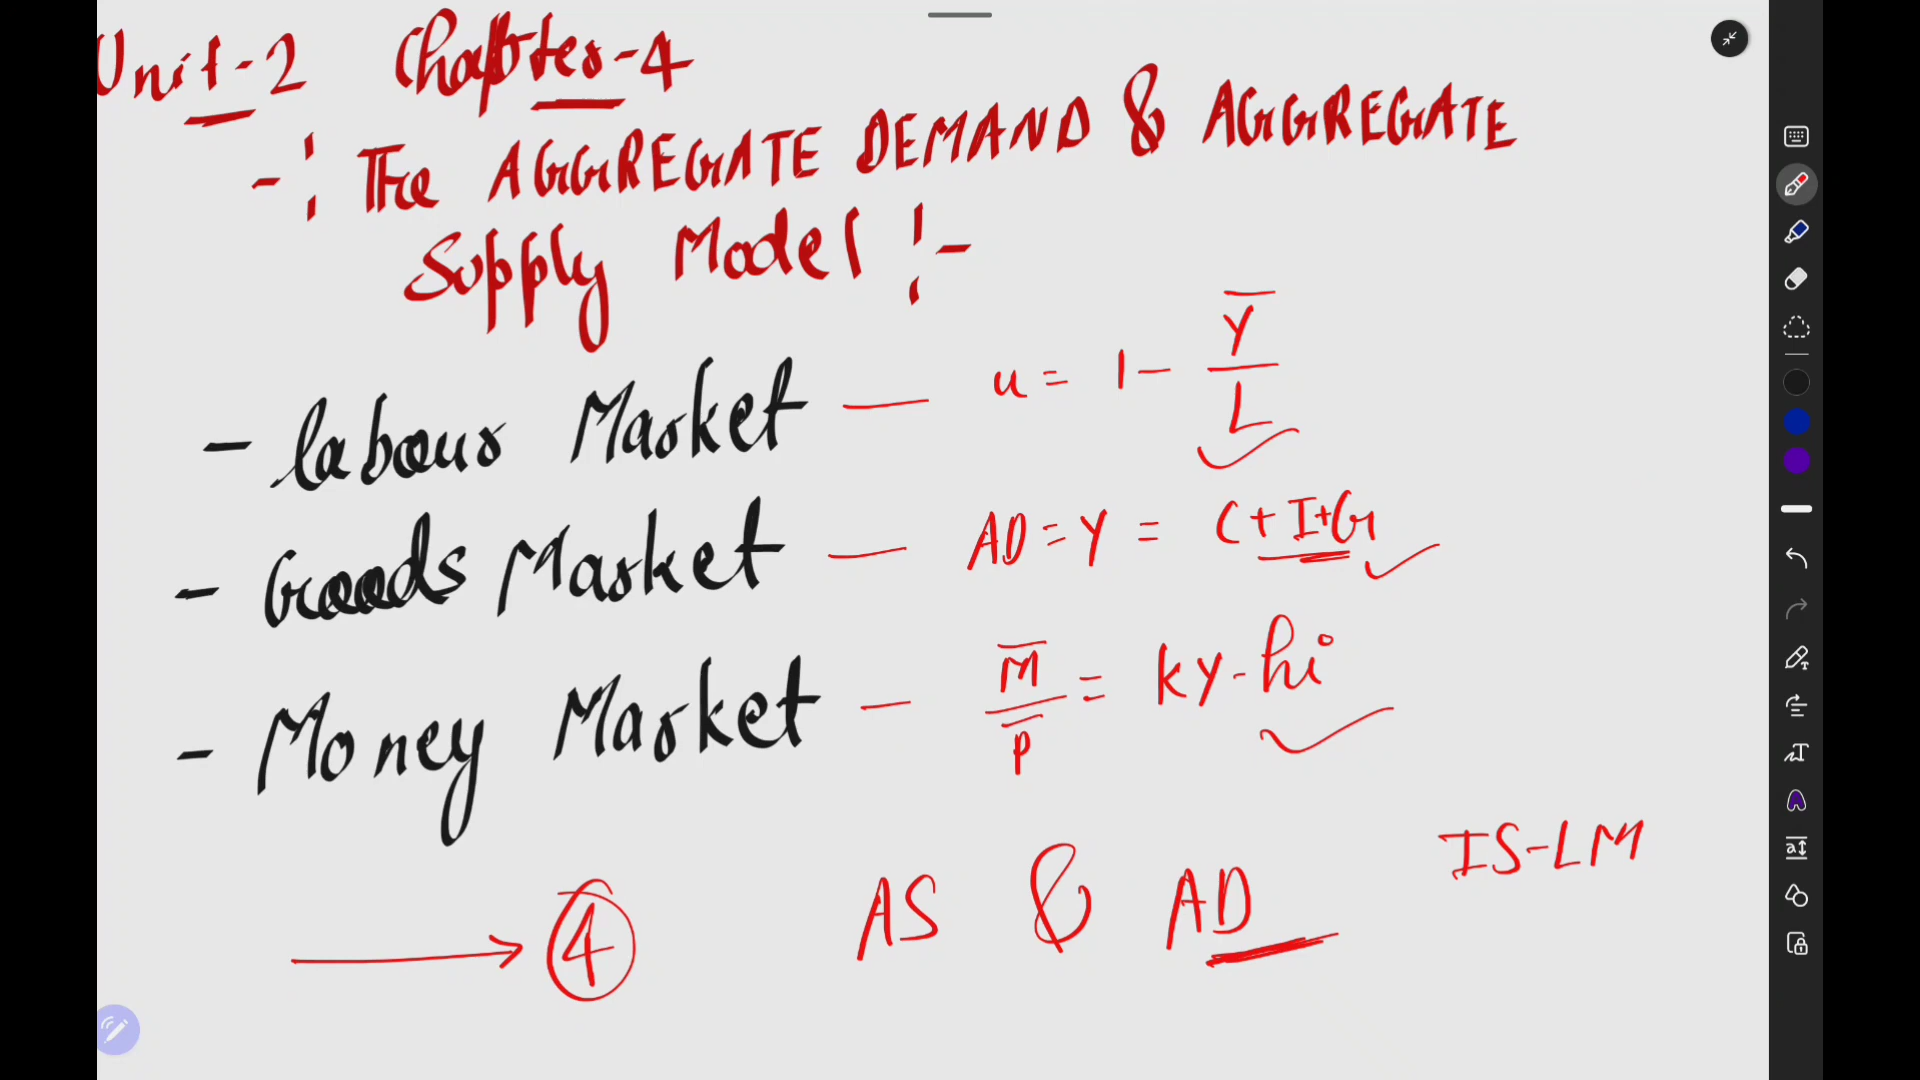 Unit-2 Chapter-4
-: The AGGREGATE DEMAND & AGGREGATE
Supply Model :-
- Labour Market — u = 1 - Y̅/L
- Goods Market — AD = Y = C+I+G
- Money Market — M̅/P̅ = kY - hi
IS-LM
→ 4 AS & AD